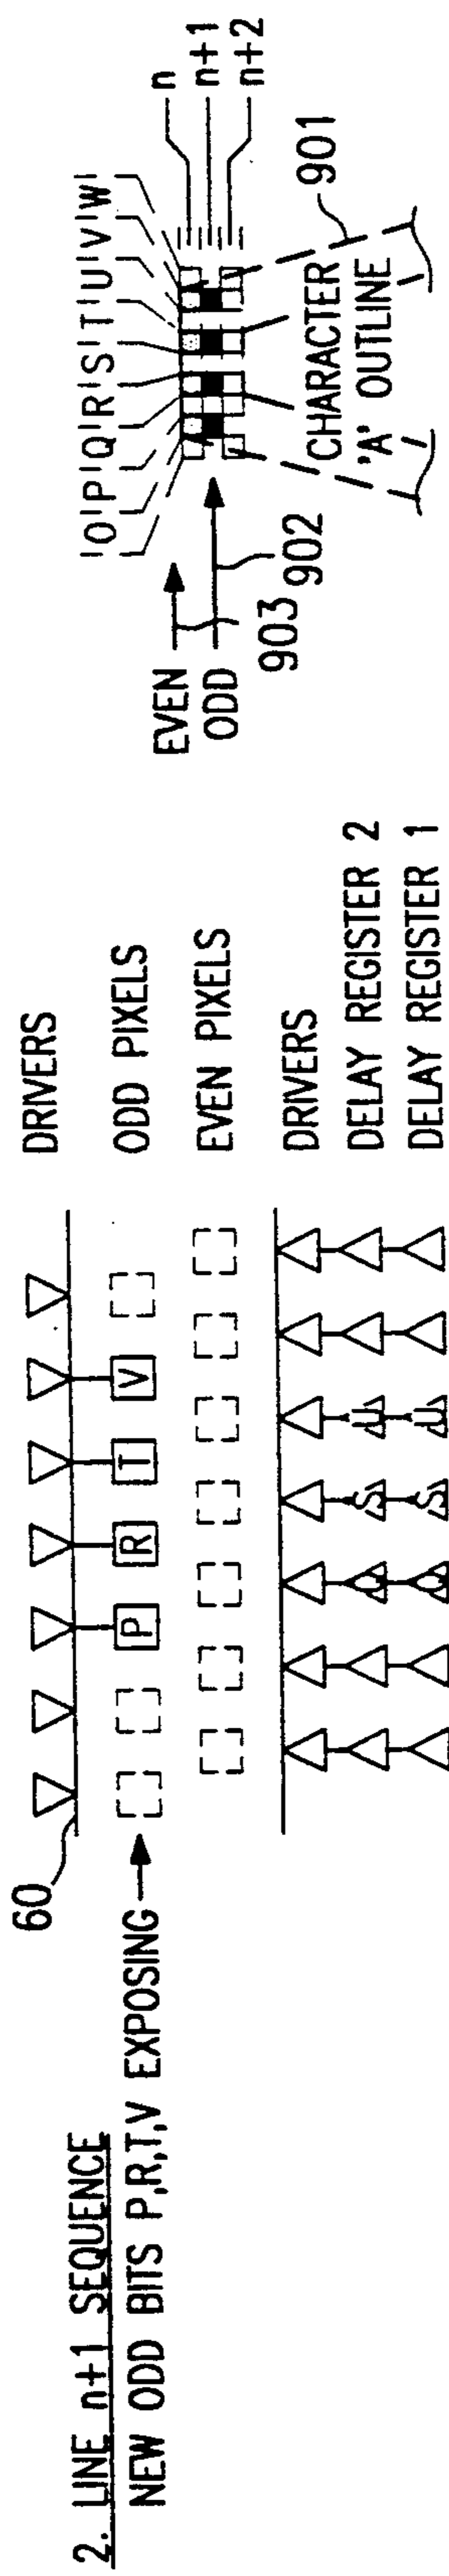 2. LINE n+1 SEQUENCE
NEW ODD BITS P,R,T,V EXPOSING
60
DRIVERS
P R T V
ODD PIXELS
EVEN PIXELS
DRIVERS
Q S U
DELAY REGISTER 2
Q S U
DELAY REGISTER 1
O P Q R S T U V W
EVEN
ODD
903
902
n
n+1
n+2
901
CHARACTER
'A' OUTLINE